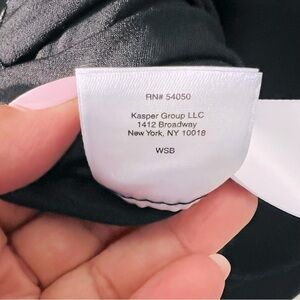 RN# 54050
Kasper Group LLC
1412 Broadway
New York, NY 10018
WSB